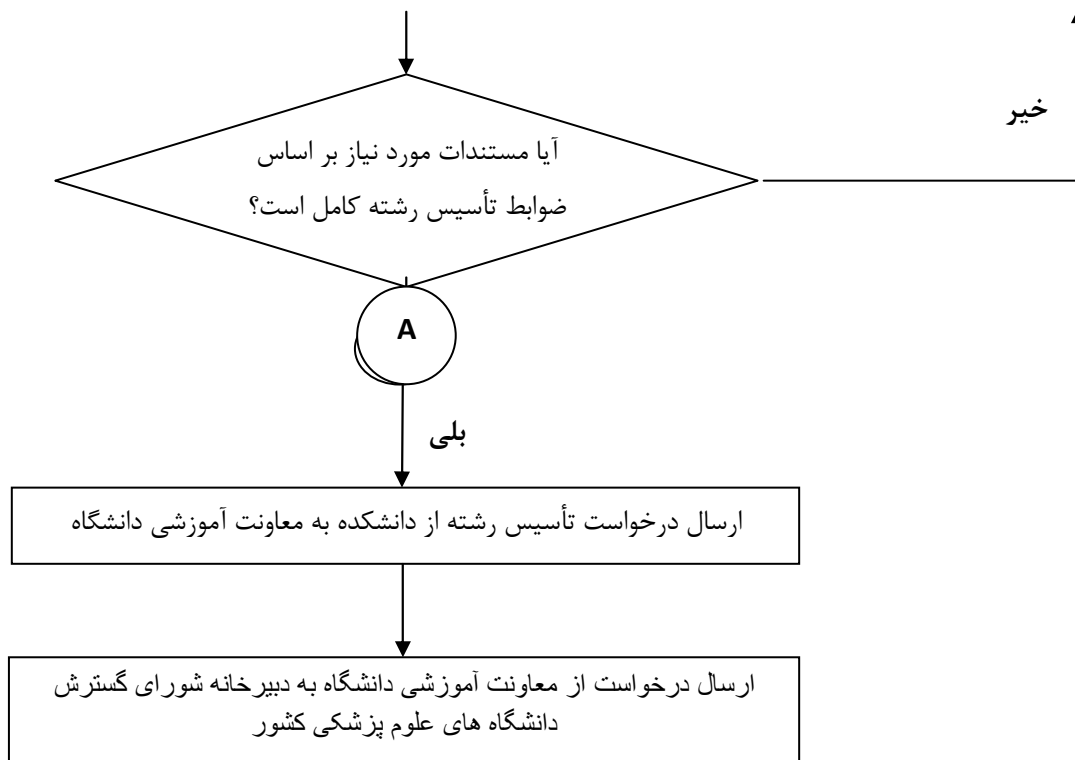 خیر
آیا مستندات مورد نیاز بر اساس
ضوابط تأسیس رشته کامل است؟
A
بلی
ارسال درخواست تأسیس رشته از دانشکده به معاونت آموزشی دانشگاه
ارسال درخواست از معاونت آموزشی دانشگاه به دبیرخانه شورای گسترش
دانشگاه های علوم پزشکی کشور